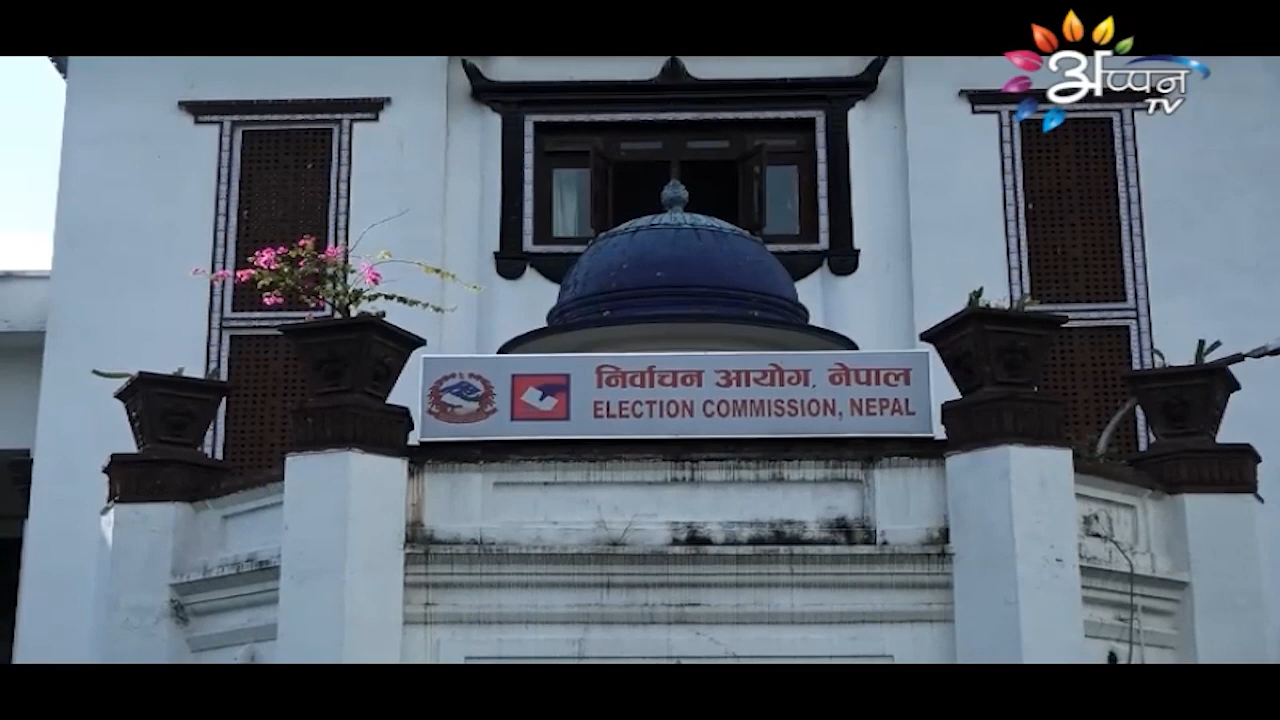 अप्पन
TV
निर्वाचन आयोग, नेपाल
ELECTION COMMISSION, NEPAL